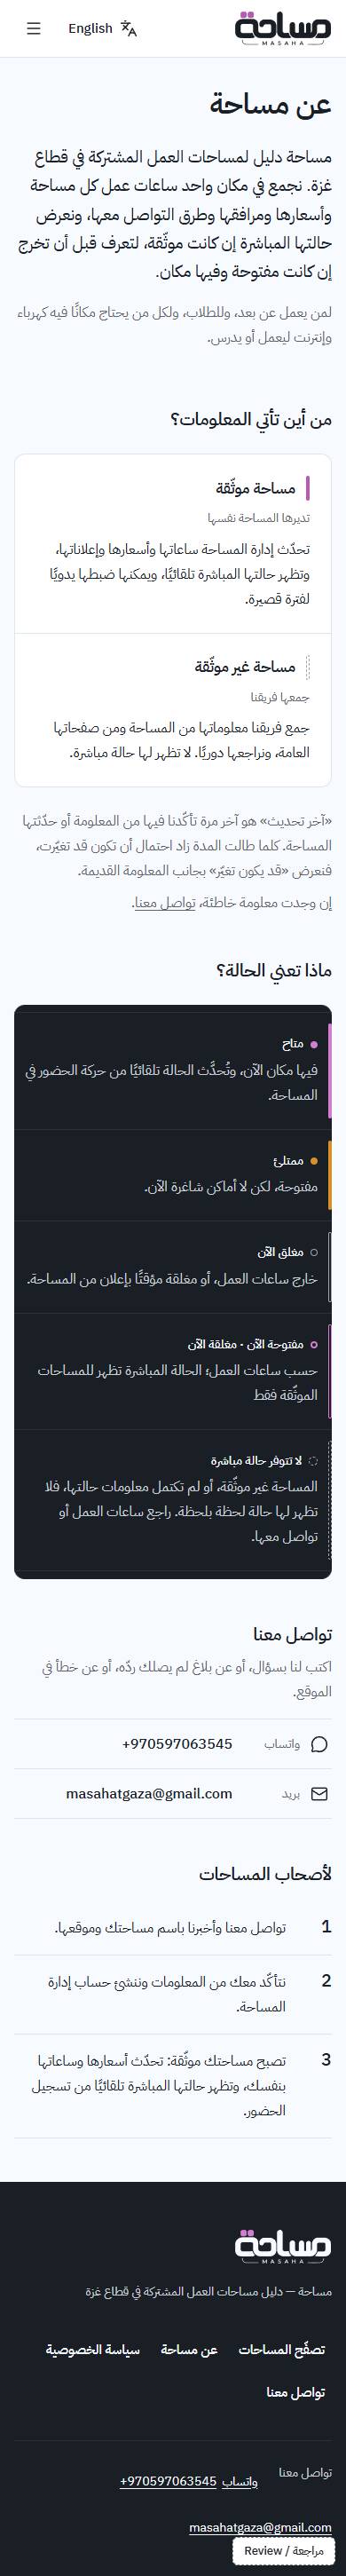 مساحة
MASAHA
English
عن مساحة
مساحة دليل لمساحات العمل المشتركة في قطاع
غزة. نجمع في مكان واحد ساعات عمل كل مساحة
وأسعارها ومرافقها وطرق التواصل معها، ونعرض
حالتها المباشرة إن كانت موثّقة، لتعرف قبل أن تخرج
إن كانت مفتوحة وفيها مكان.
لمن يعمل عن بعد، وللطلاب، ولكل من يحتاج مكانًا فيه كهرباء
وإنترنت ليعمل أو يدرس.
من أين تأتي المعلومات؟
مساحة موثّقة
تديرها المساحة نفسها
تحدّث إدارة المساحة ساعاتها وأسعارها وإعلاناتها،
وتظهر حالتها المباشرة تلقائيًا، ويمكنها ضبطها يدويًا
لفترة قصيرة.
مساحة غير موثّقة
جمعها فريقنا
جمع فريقنا معلوماتها من المساحة ومن صفحاتها
العامة، ونراجعها دوريًا. لا تظهر لها حالة مباشرة.
«آخر تحديث» هو آخر مرة تأكّدنا فيها من المعلومة أو حدّثتها
المساحة. كلما طالت المدة زاد احتمال أن تكون قد تغيّرت،
فنعرض «قد يكون تغيّر» بجانب المعلومة القديمة.
إن وجدت معلومة خاطئة، تواصل معنا.
ماذا تعني الحالة؟
متاح
فيها مكان الآن، وتُحدَّث الحالة تلقائيًا من حركة الحضور في
المساحة.
ممتلئ
مفتوحة، لكن لا أماكن شاغرة الآن.
مغلق الآن
خارج ساعات العمل، أو مغلقة مؤقتًا بإعلان من المساحة.
مفتوحة الآن · مغلقة الآن
حسب ساعات العمل؛ الحالة المباشرة تظهر للمساحات
الموثّقة فقط
لا تتوفر حالة مباشرة
المساحة غير موثّقة، أو لم تكتمل معلومات حالتها، فلا
تظهر لها حالة لحظة بلحظة. راجع ساعات العمل أو
تواصل معها.
تواصل معنا
اكتب لنا بسؤال، أو عن بلاغ لم يصلك ردّه، أو عن خطأ في
الموقع.
واتساب +970597063545
بريد masahatgaza@gmail.com
لأصحاب المساحات
1 تواصل معنا وأخبرنا باسم مساحتك وموقعها.
2 نتأكّد معك من المعلومات وننشئ حساب إدارة
المساحة.
3 تصبح مساحتك موثّقة: تحدّث أسعارها وساعاتها
بنفسك، وتظهر حالتها المباشرة تلقائيًا من تسجيل
الحضور.
مساحة
MASAHA
مساحة — دليل مساحات العمل المشتركة في قطاع غزة
تصفّح المساحات عن مساحة سياسة الخصوصية
تواصل معنا
تواصل معنا واتساب +970597063545
masahatgaza@gmail.com
مراجعة / Review